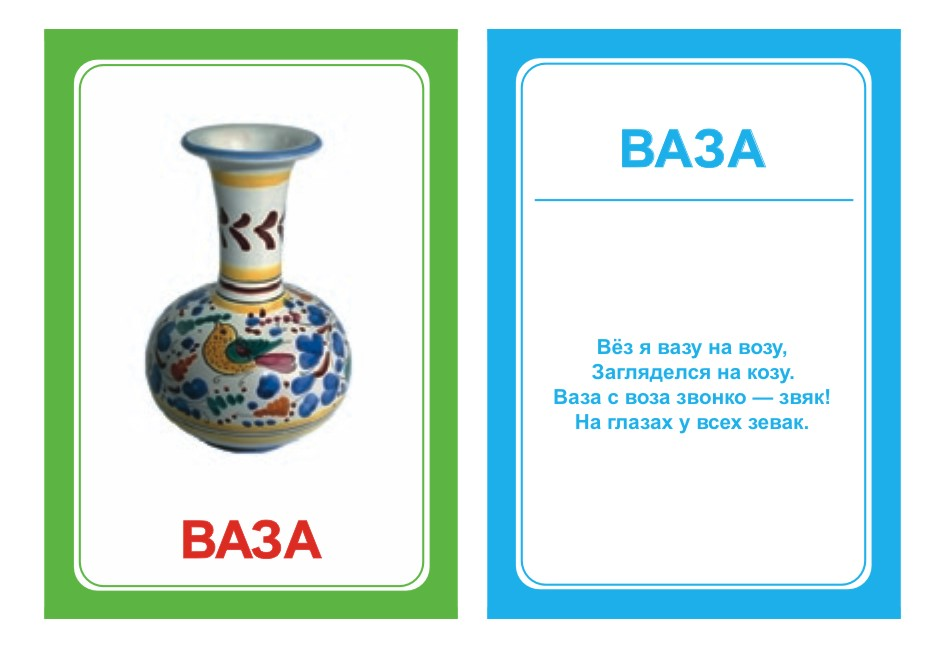 ВАЗА
ВАЗА
Вёз я вазу на возу,
Загляделся на козу.
Ваза с воза звонко — звяк!
На глазах у всех зевак.